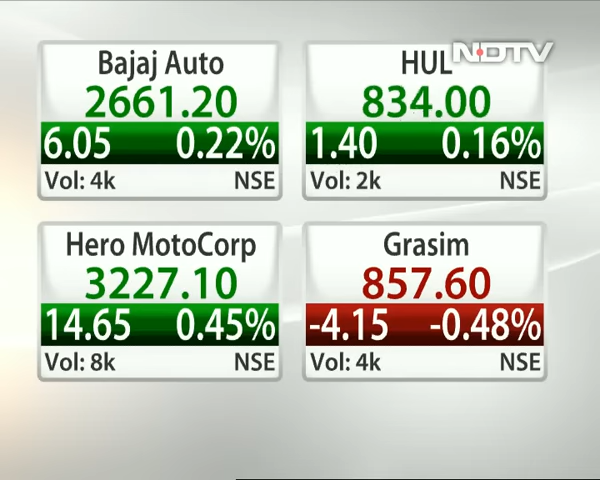 NDTV
Bajaj Auto
2661.20
6.05 0.22%
Vol: 4k NSE
HUL
834.00
1.40 0.16%
Vol: 2k NSE
Hero MotoCorp
3227.10
14.65 0.45%
Vol: 8k NSE
Grasim
857.60
-4.15 -0.48%
Vol: 4k NSE